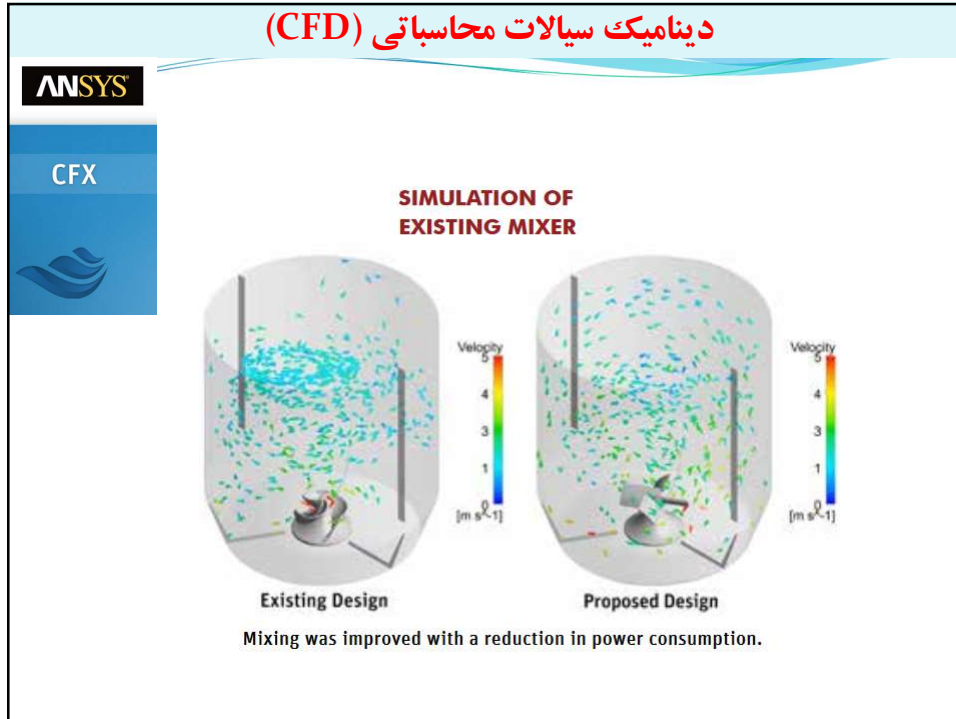 دینامیک سیالات محاسباتی (CFD)
ANSYS
CFX
SIMULATION OF
EXISTING MIXER
Velocity
5
4
3
1
0
[m s^-1]
Velocity
5
4
3
1
0
[m s^-1]
Existing Design
Proposed Design
Mixing was improved with a reduction in power consumption.